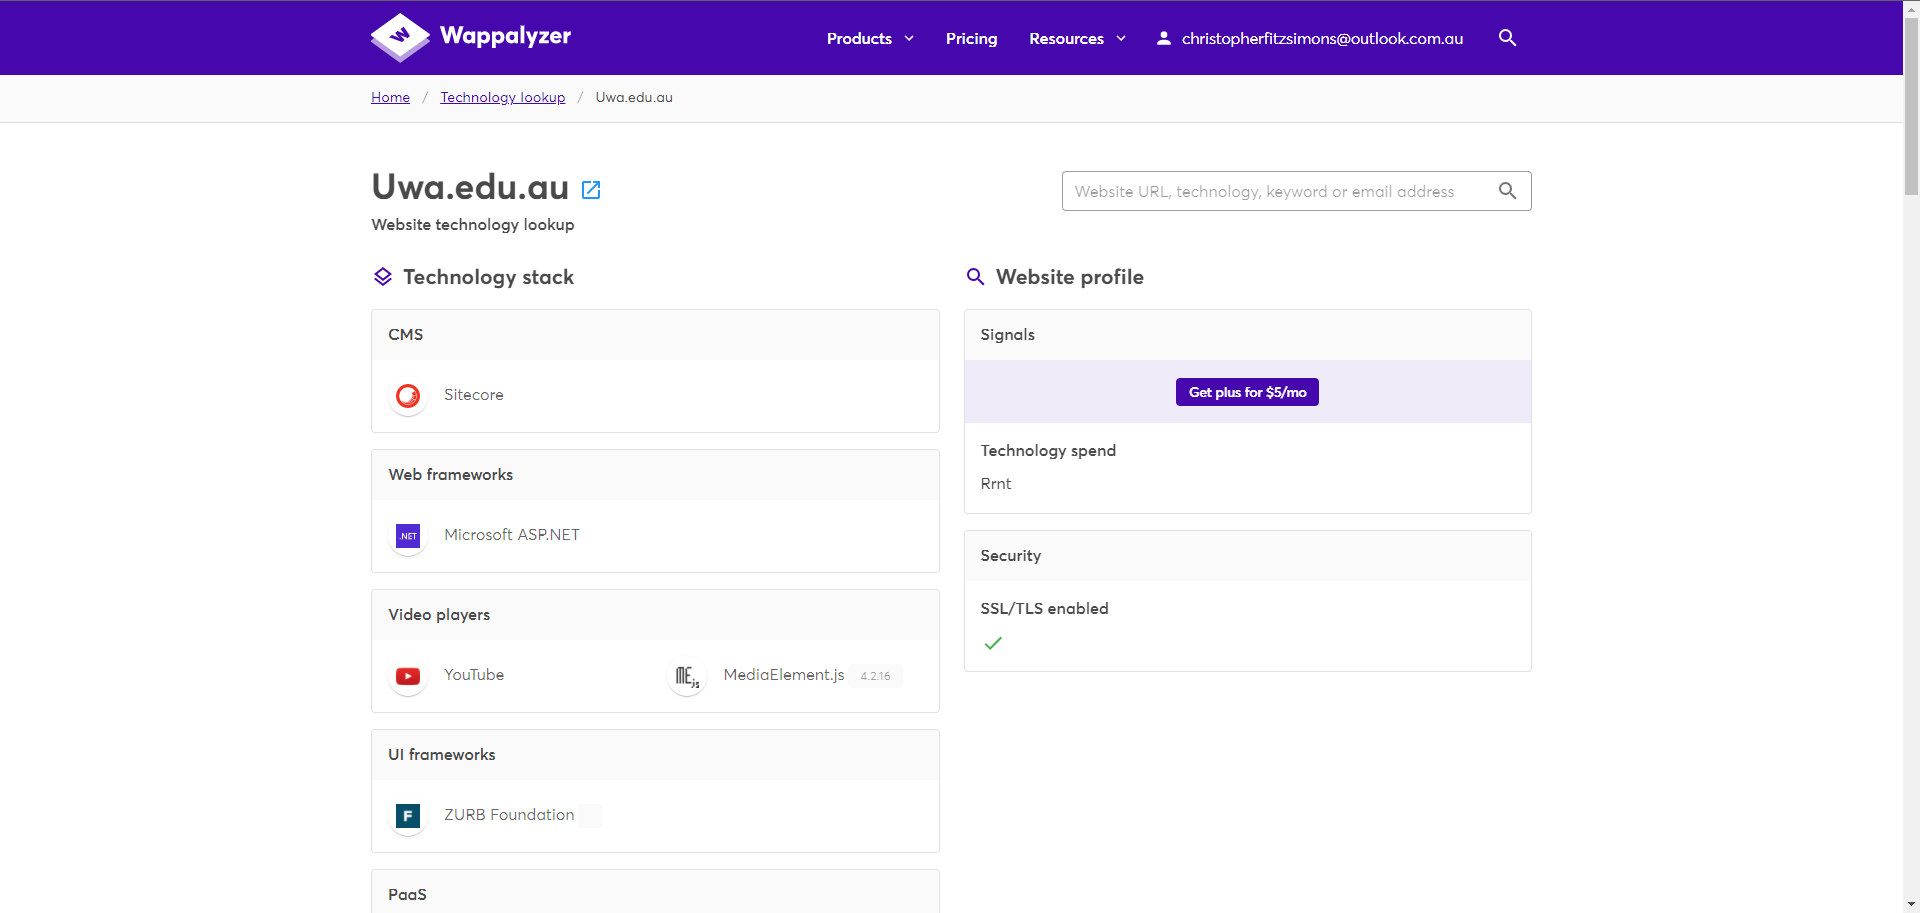 Wappalyzer
Products
Pricing
Resources
christopherfitzsimons@outlook.com.au
Home / Technology lookup / Uwa.edu.au
Uwa.edu.au
Website URL, technology, keyword or email address
Website technology lookup
Technology stack
CMS
Sitecore
Web frameworks
.NET
Microsoft ASP.NET
Video players
YouTube
ME.js
MediaElement.js 4.2.16
UI frameworks
F
ZURB Foundation
PaaS
Website profile
Signals
Get plus for $5/mo
Technology spend
Rrnt
Security
SSL/TLS enabled